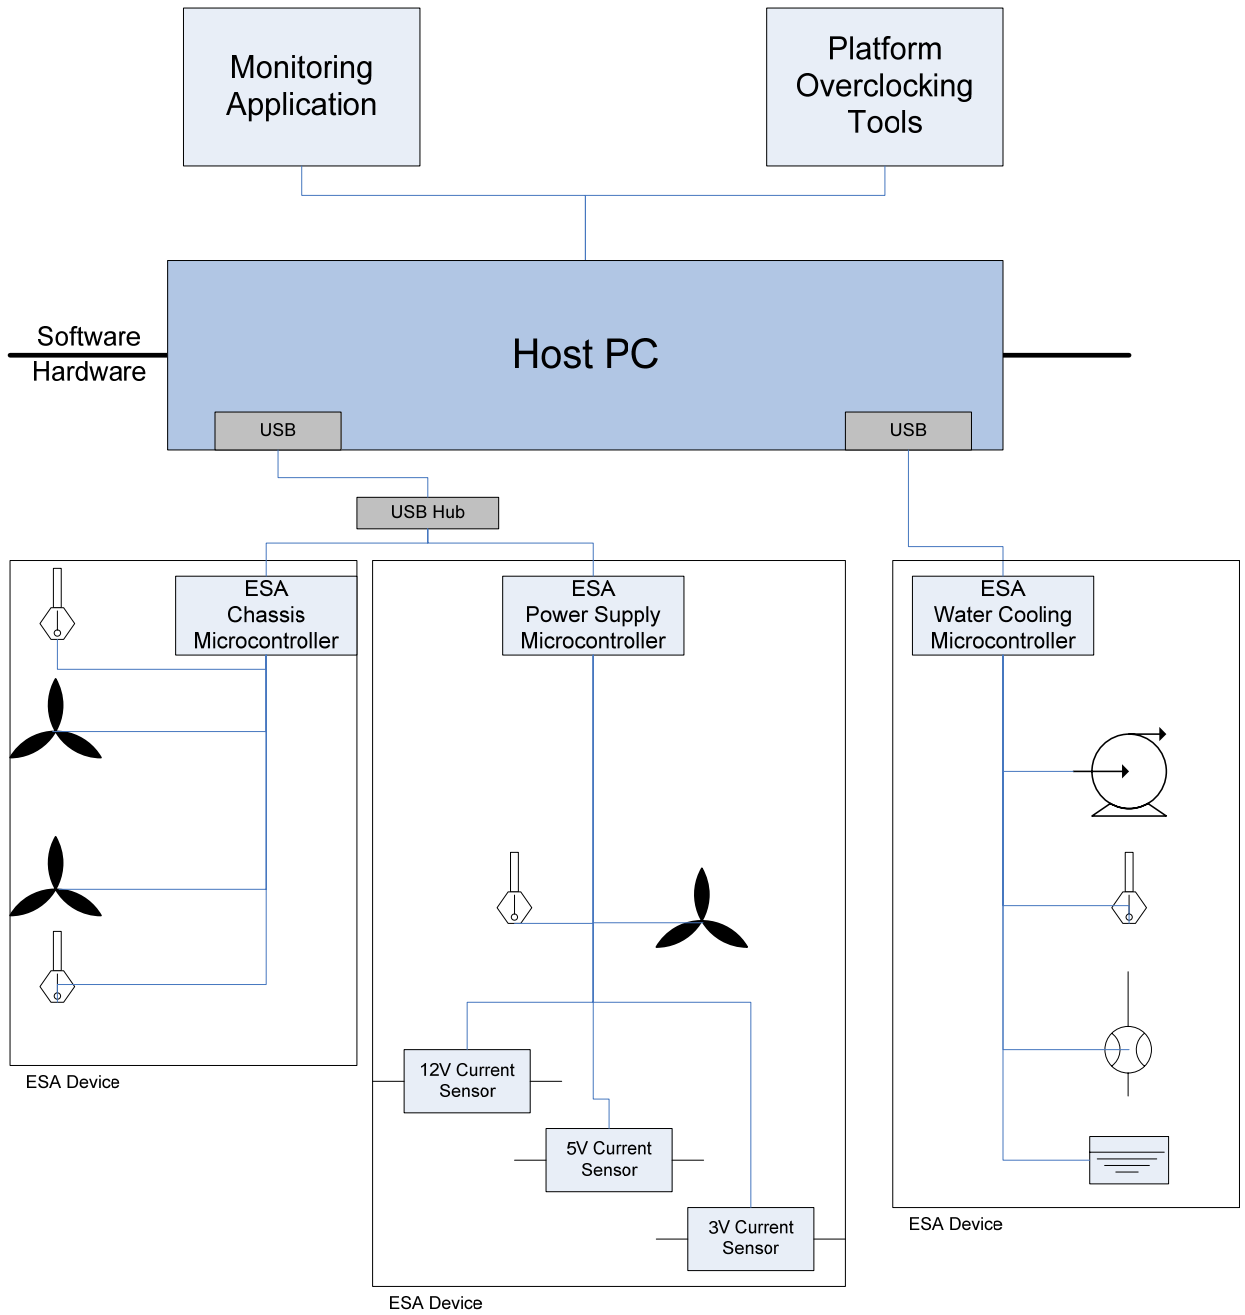 Monitoring
Application
Platform
Overclocking
Tools
Software
Hardware
Host PC
USB
USB
USB Hub
ESA
Chassis
Microcontroller
ESA
Power Supply
Microcontroller
ESA
Water Cooling
Microcontroller
12V Current
Sensor
5V Current
Sensor
3V Current
Sensor
ESA Device
ESA Device
ESA Device